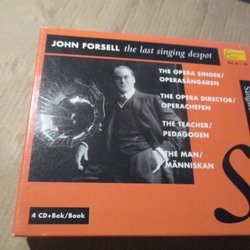 JOHN FORSELL the last singing despot
THE OPERA SINGER/
OPERASÅNGAREN
THE OPERA DIRECTOR/
OPERACHEFEN
THE TEACHER/
PEDAGOGEN
THE MAN/
MÄNNISKAN
S
4 CD+Bok/Book